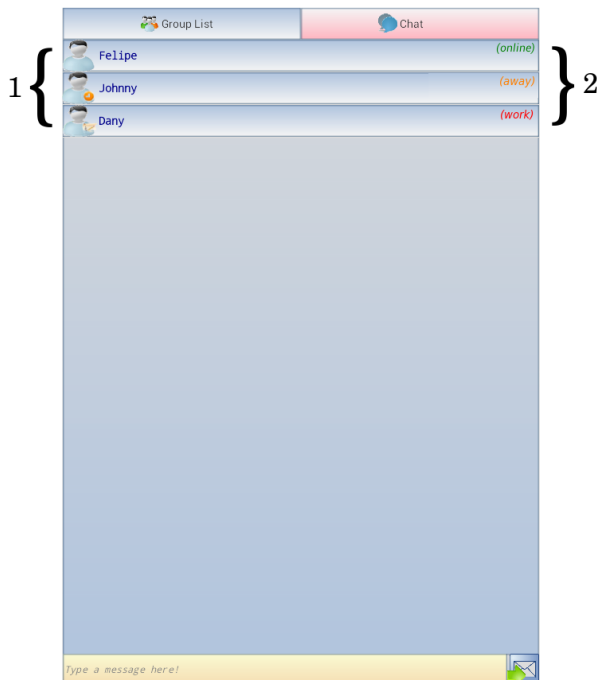 Group List
Chat
1
Felipe
(online)
Johnny
(away)
2
Dany
(work)
Type a message here!